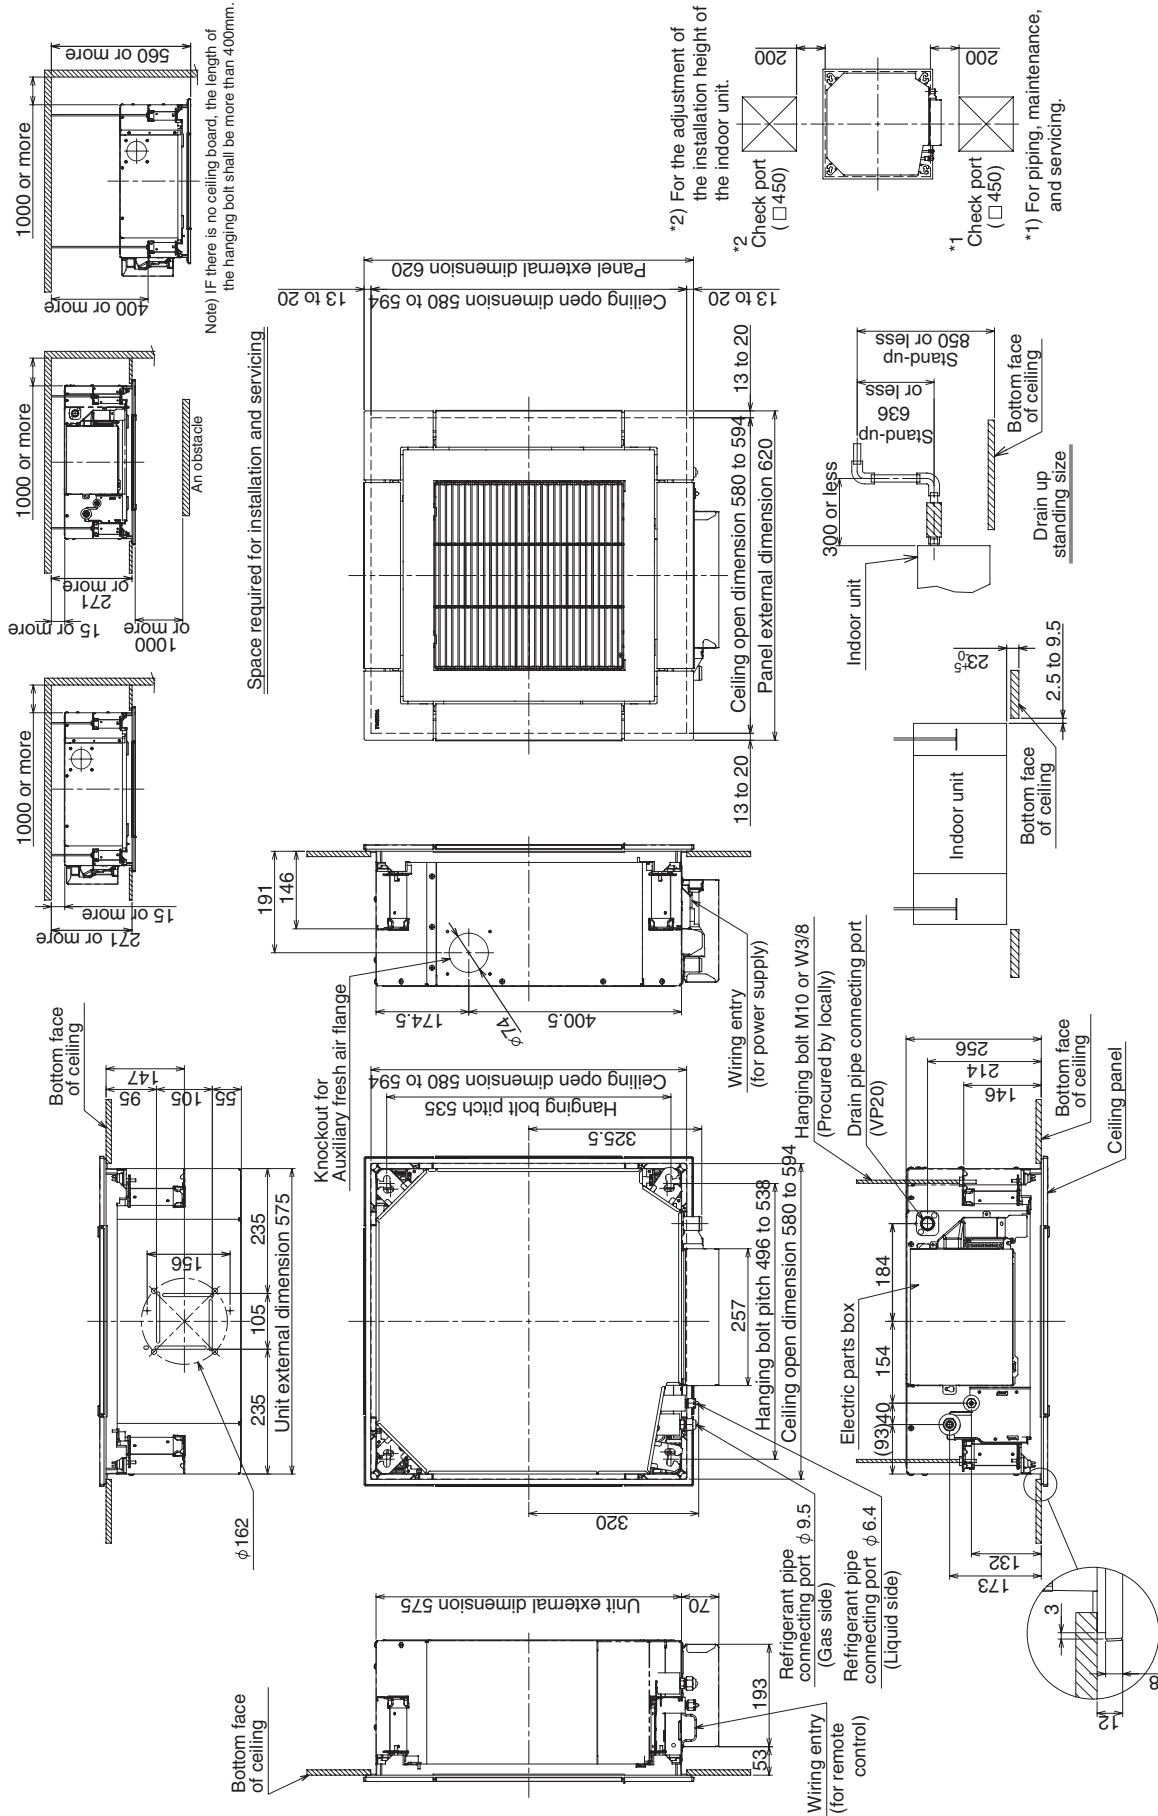 1000 or more
560 or more
400 or more
Note) IF there is no ceiling board, the length of
the hanging bolt shall be more than 400mm.
1000 or more
271
or more
15 or more
1000
or more
An obstacle
1000 or more
271 or more
15 or more
Space required for installation and servicing
*2) For the adjustment of
the installation height of
the indoor unit.
*2
Check port
(□450)
200
200
*1
Check port
(□450)
*1) For piping, maintenance,
and servicing.
Bottom face
of ceiling
147
95
105
55
235
105
235
156
Unit external dimension 575
ϕ162
Knockout for
Auxiliary fresh air flange
191
146
174.5
ϕ74
400.5
Wiring entry
(for power supply)
13 to 20
Ceiling open dimension 580 to 594
Panel external dimension 620
13 to 20
13 to 20
Ceiling open dimension 580 to 594
Panel external dimension 620
13 to 20
Bottom face
of ceiling
Unit external dimension 575
70
193
53
Wiring entry
(for remote
control)
Ceiling open dimension 580 to 594
Hanging bolt pitch 535
325.5
320
257
Hanging bolt pitch 496 to 538
Ceiling open dimension 580 to 594
Refrigerant pipe
connecting port ϕ 9.5
(Gas side)
Refrigerant pipe
connecting port ϕ 6.4
(Liquid side)
Hanging bolt M10 or W3/8
(Procured by locally)
Drain pipe connecting port
(VP20)
Electric parts box
(93)
40
154
184
256
214
146
173
132
Bottom face
of ceiling
Ceiling panel
3
12
8
Indoor unit
Bottom face
of ceiling
23 +5 0
2.5 to 9.5
Indoor unit
300 or less
Stand-up
636
or less
Stand-up
850 or less
Bottom face
of ceiling
Drain up
standing size